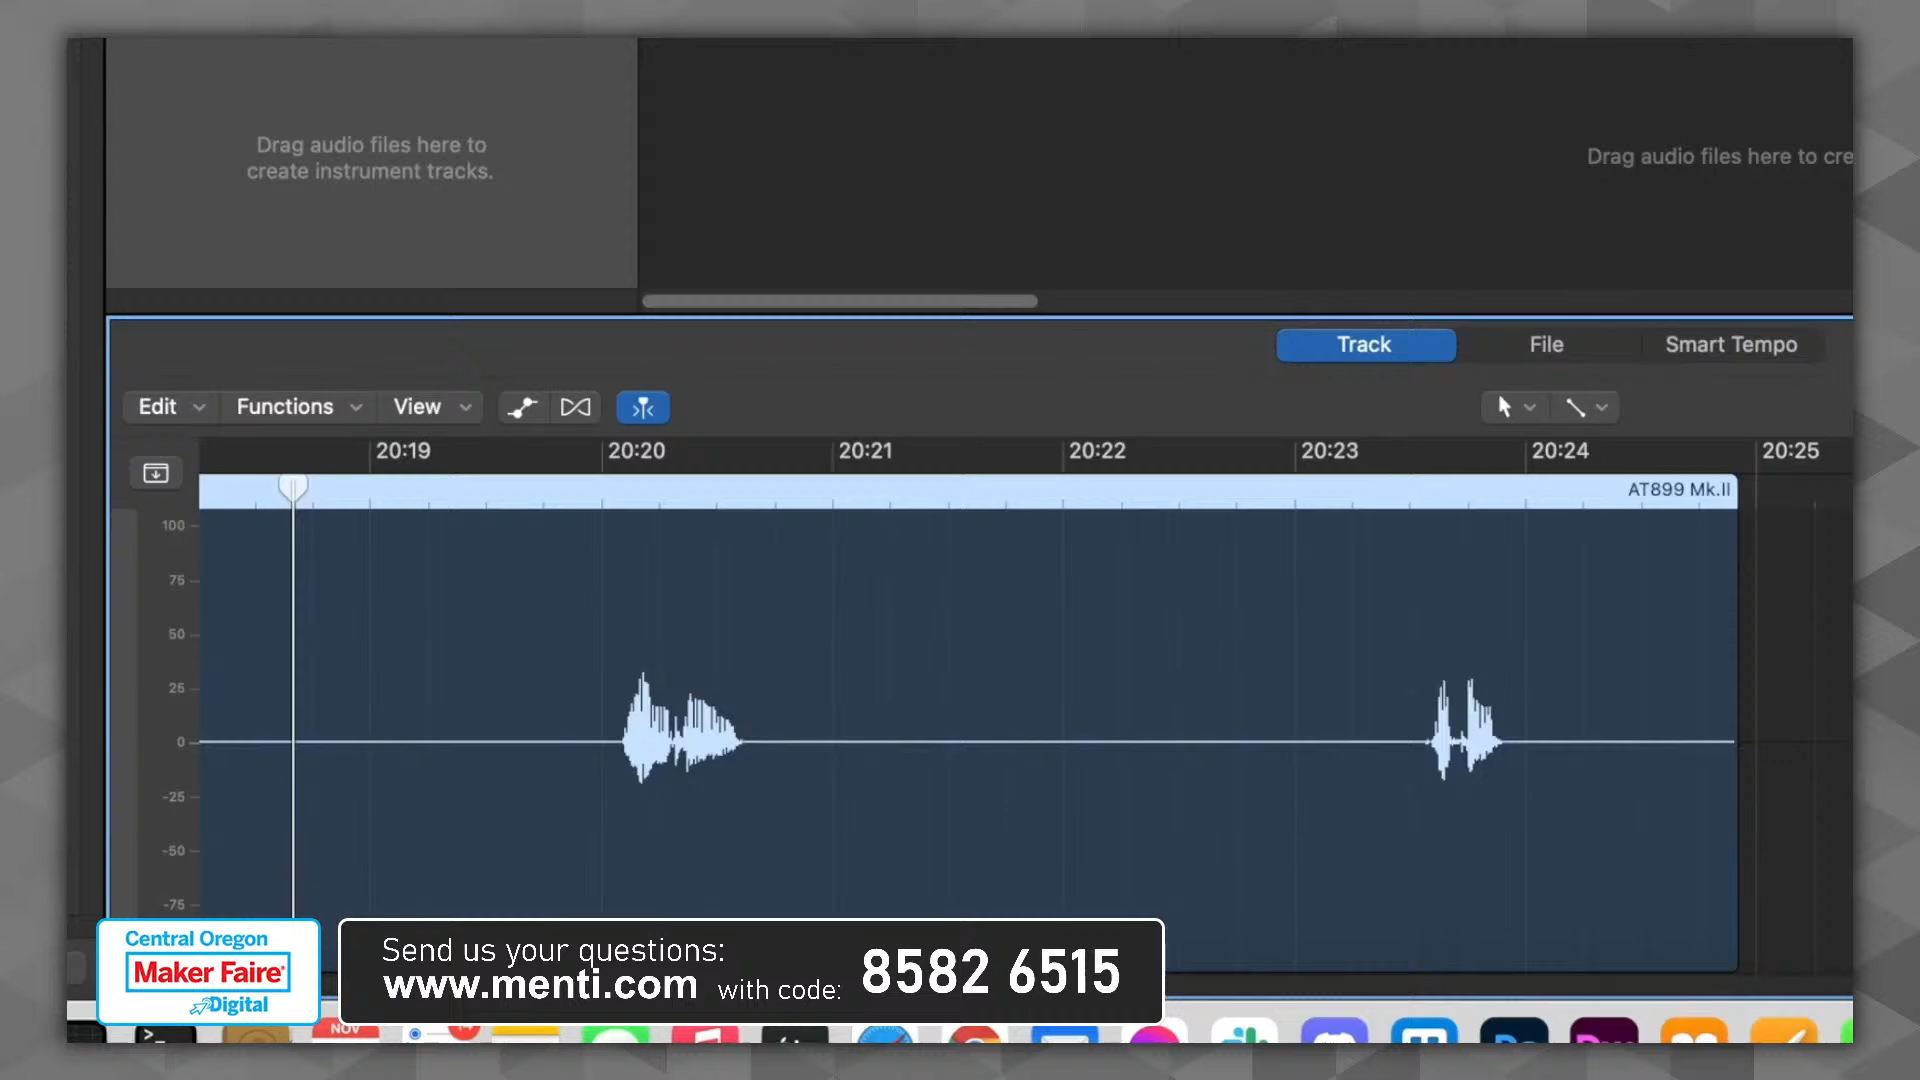 Drag audio files here to
create instrument tracks.
Drag audio files here to cre
Track File Smart Tempo
Edit Functions View
20:19 20:20 20:21 20:22 20:23 20:24 20:25
AT899 Mk.II
100
75
50
25
0
-25
-50
-75
Central Oregon
Maker Faire
Digital
Send us your questions:
www.menti.com with code: 8582 6515
NOV